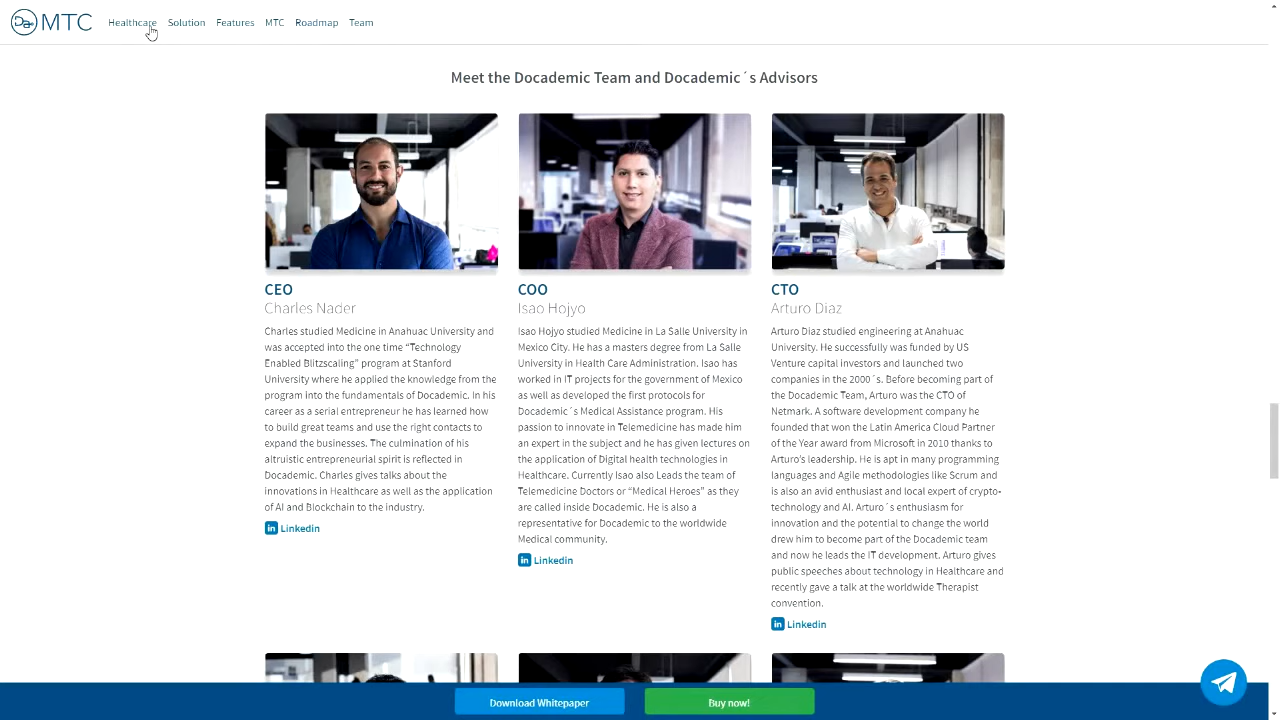 MTC Healthcare Solution Features MTC Roadmap Team
Meet the Docademic Team and Docademic´s Advisors
CEO
Charles Nader
Charles studied Medicine in Anahuac University and
was accepted into the one time “Technology
Enabled Blitzscaling” program at Stanford
University where he applied the knowledge from the
program into the fundamentals of Docademic. In his
career as a serial entrepreneur he has learned how
to build great teams and use the right contacts to
expand the businesses. The culmination of his
altruistic entrepreneurial spirit is reflected in
Docademic. Charles gives talks about the
innovations in Healthcare as well as the application
of AI and Blockchain to the industry.
in Linkedin
COO
Isao Hojyo
Isao Hojyo studied Medicine in La Salle University in
Mexico City. He has a masters degree from La Salle
University in Health Care Administration. Isao has
worked in IT projects for the government of Mexico
as well as developed the first protocols for
Docademic´s Medical Assistance program. His
passion to innovate in Telemedicine has made him
an expert in the subject and he has given lectures on
the application of Digital health technologies in
Healthcare. Currently Isao also Leads the team of
Telemedicine Doctors or “Medical Heroes” as they
are called inside Docademic. He is also a
representative for Docademic to the worldwide
Medical community.
in Linkedin
CTO
Arturo Diaz
Arturo Diaz studied engineering at Anahuac
University. He successfully was funded by US
Venture capital investors and launched two
companies in the 2000´s. Before becoming part of
the Docademic Team, Arturo was the CTO of
Netmark. A software development company he
founded that won the Latin America Cloud Partner
of the Year award from Microsoft in 2010 thanks to
Arturo's leadership. He is apt in many programming
languages and Agile methodologies like Scrum and
is also an avid enthusiast and local expert of crypto-
technology and AI. Arturo´s enthusiasm for
innovation and the potential to change the world
drew him to become part of the Docademic team
and now he leads the IT development. Arturo gives
public speeches about technology in Healthcare and
recently gave a talk at the worldwide Therapist
convention.
in Linkedin
Download Whitepaper
Buy now!